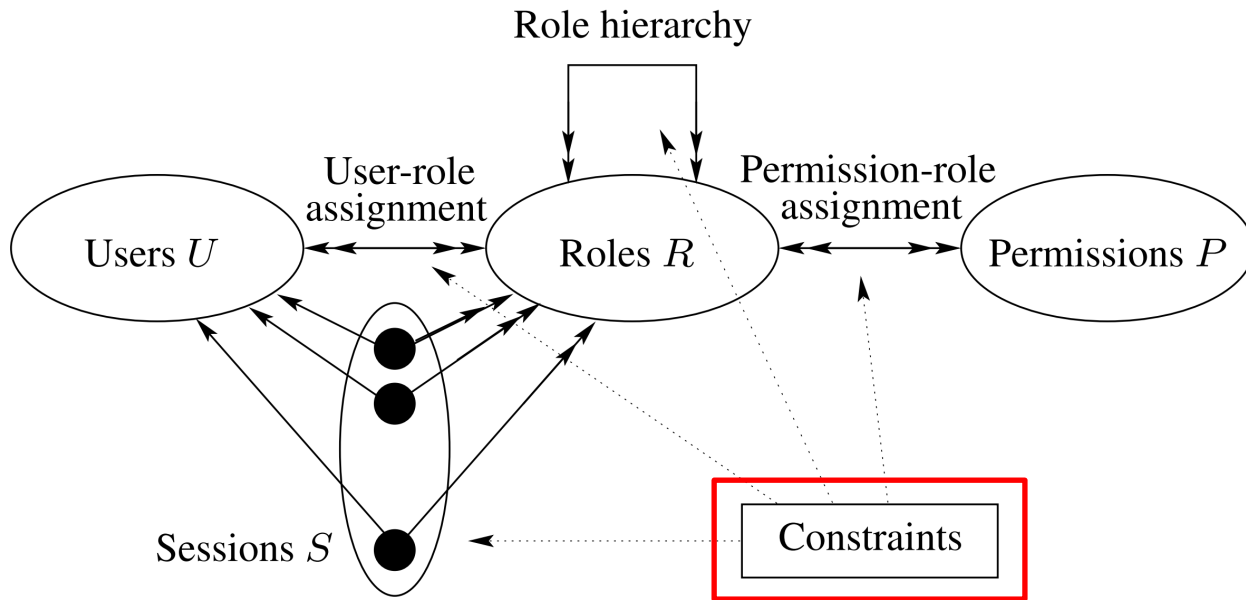 Role hierarchy
User-role
assignment
Permission-role
assignment
Users U
Roles R
Permissions P
Sessions S
Constraints